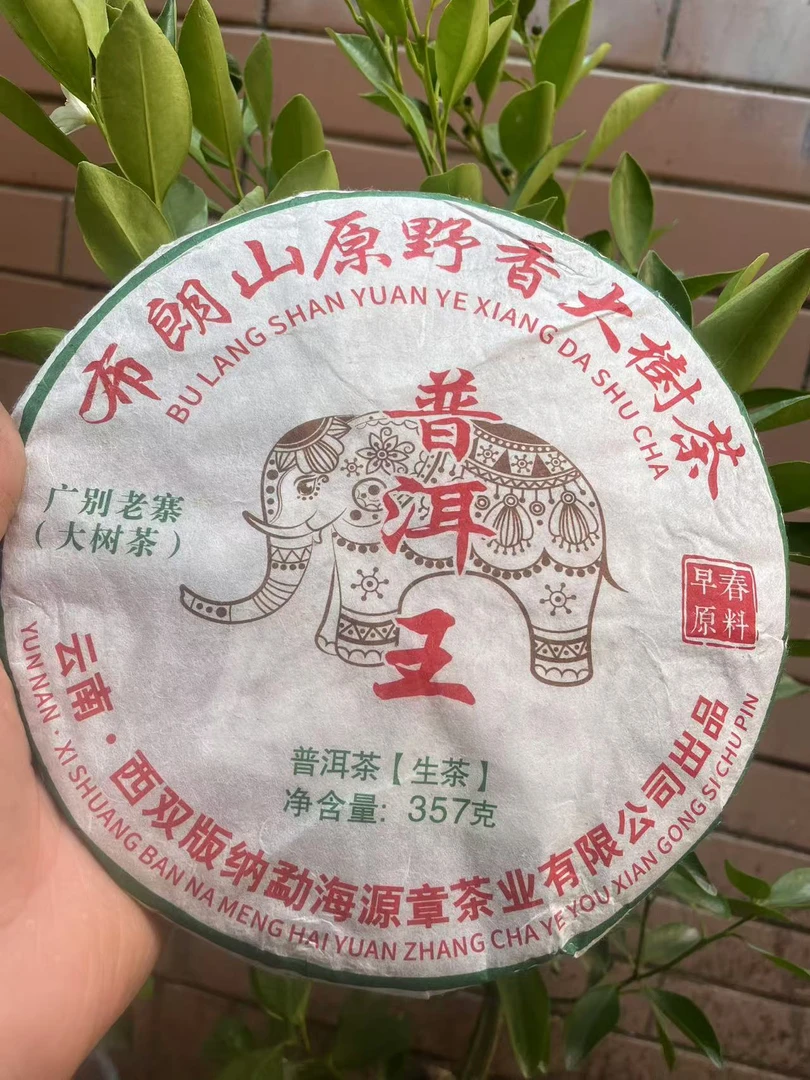 布朗山原野香大樹茶
BU LANG SHAN YUAN YE XIANG DA SHU CHA
普洱王
广别老寨
（大树茶）
早春
原料
普洱茶【生茶】
净含量：357克
云南·西双版纳勐海源章茶业有限公司出品
YUN NAN·XI SHUANG BAN NA MENG HAI YUAN ZHANG CHA YE YOU XIAN GONG SI CHU PIN